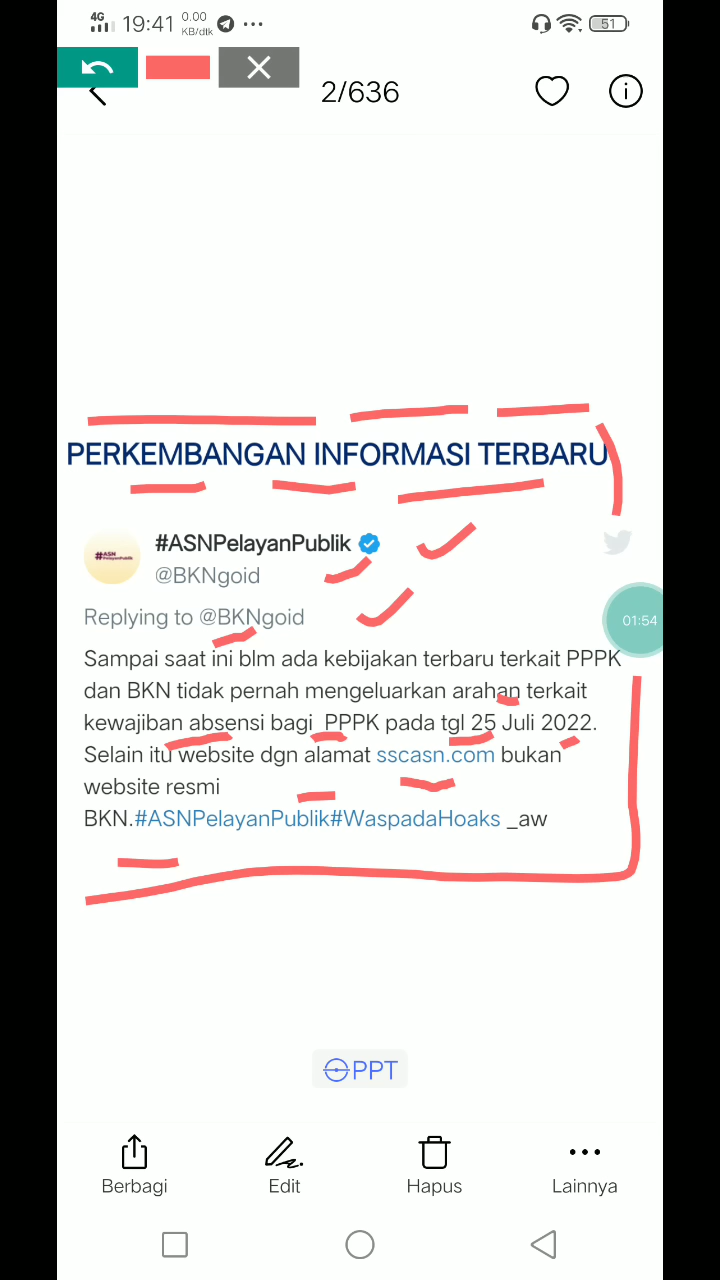 4G 19:41 0.00 KB/dtk ... 51
2/636
PERKEMBANGAN INFORMASI TERBARU
#ASN PelayanPublik
#ASNPelayanPublik
@BKNgoid
Replying to @BKNgoid
01:54
Sampai saat ini blm ada kebijakan terbaru terkait PPPK
dan BKN tidak pernah mengeluarkan arahan terkait
kewajiban absensi bagi PPPK pada tgl 25 Juli 2022.
Selain itu website dgn alamat sscasn.com bukan
website resmi
BKN.#ASNPelayanPublik#WaspadaHoaks _aw
PPT
Berbagi Edit Hapus Lainnya